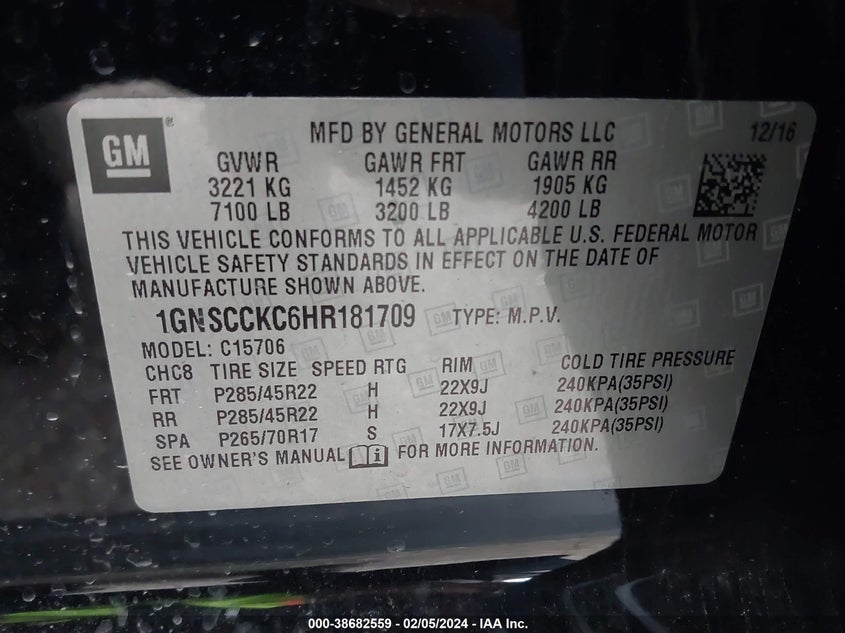 GM®
MFD BY GENERAL MOTORS LLC 12/16
GVWR GAWR FRT GAWR RR
3221 KG 1452 KG 1905 KG
7100 LB 3200 LB 4200 LB
THIS VEHICLE CONFORMS TO ALL APPLICABLE U.S. FEDERAL MOTOR
VEHICLE SAFETY STANDARDS IN EFFECT ON THE DATE OF
MANUFACTURE SHOWN ABOVE.
1GNSCCKC6HR181709 TYPE: M.P.V.
MODEL: C15706
CHC8 TIRE SIZE SPEED RTG RIM COLD TIRE PRESSURE
FRT P285/45R22 H 22X9J 240KPA(35PSI)
RR P285/45R22 H 22X9J 240KPA(35PSI)
SPA P265/70R17 S 17X7.5J 240KPA(35PSI)
SEE OWNER'S MANUAL FOR MORE INFORMATION.
000-38682559 - 02/05/2024 - IAA Inc.